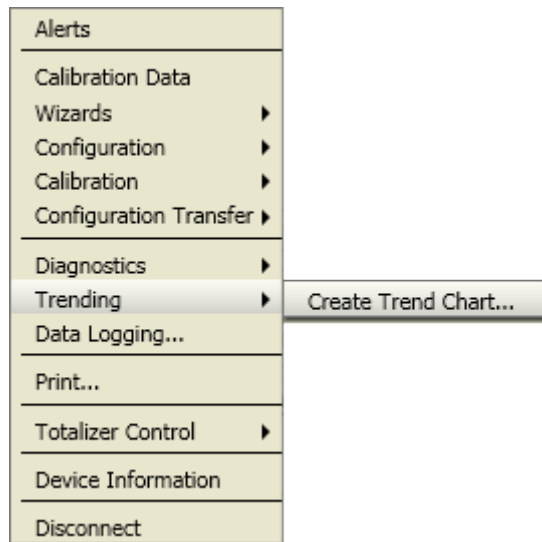 Alerts
Calibration Data
Wizards
Configuration
Calibration
Configuration Transfer
Diagnostics
Trending
Create Trend Chart...
Data Logging...
Print...
Totalizer Control
Device Information
Disconnect